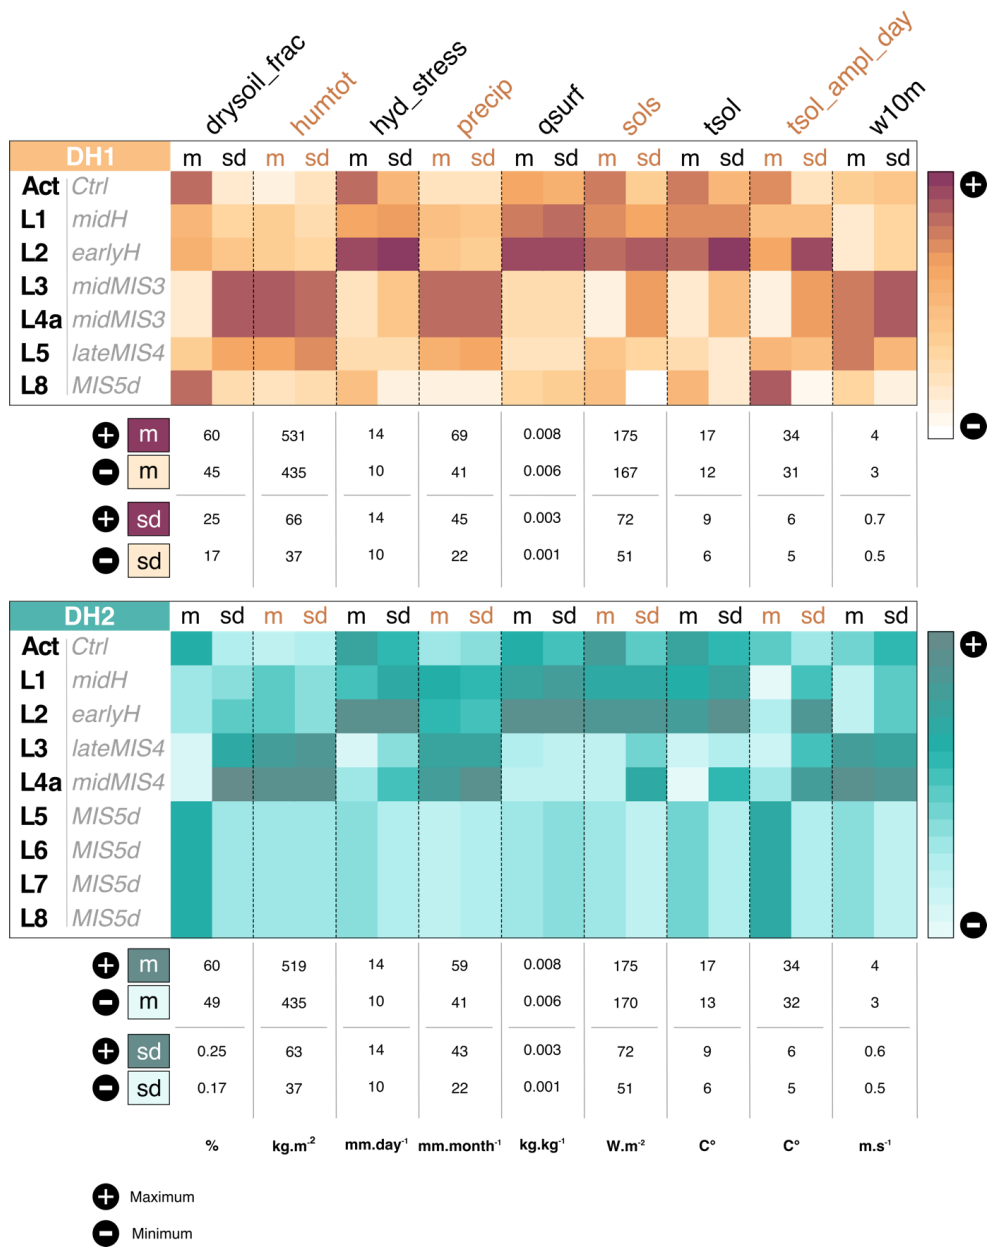 drysoil_frac humtot hyd_stress precip qsurf sols tsol tsol_ampl_day w10m
DH1 m sd m sd m sd m sd m sd m sd m sd m sd m sd
Act Ctrl +
L1 midH
L2 earlyH
L3 midMIS3
L4a midMIS3
L5 lateMIS4
L8 MIS5d
−
+ m 60 531 14 69 0.008 175 17 34 4
− m 45 435 10 41 0.006 167 12 31 3
+ sd 25 66 14 45 0.003 72 9 6 0.7
− sd 17 37 10 22 0.001 51 6 5 0.5
DH2 m sd m sd m sd m sd m sd m sd m sd m sd m sd
Act Ctrl +
L1 midH
L2 earlyH
L3 lateMIS4
L4a midMIS4
L5 MIS5d
L6 MIS5d
L7 MIS5d
L8 MIS5d −
+ m 60 519 14 59 0.008 175 17 34 4
− m 49 435 10 41 0.006 170 13 32 3
+ sd 0.25 63 14 43 0.003 72 9 6 0.6
− sd 0.17 37 10 22 0.001 51 6 5 0.5
% kg.m.² mm.day⁻¹ mm.month⁻¹ kg.kg⁻¹ W.m⁻² C° C° m.s⁻¹
+ Maximum
− Minimum